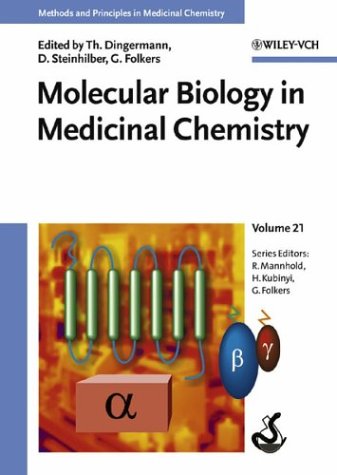 Methods and Principles in Medicinal Chemistry
Edited by Th. Dingermann,
D. Steinhilber, G. Folkers
WILEY-VCH
Molecular Biology in
Medicinal Chemistry
Volume 21
Series Editors:
R. Mannhold,
H. Kubinyi,
G. Folkers
β
γ
α